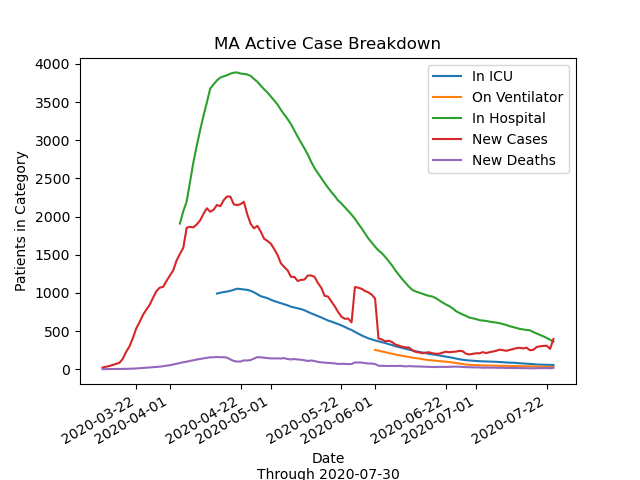 MA Active Case Breakdown
4000
3500
3000
2500
2000
1500
1000
500
0
Patients in Category
In ICU
On Ventilator
In Hospital
New Cases
New Deaths
2020-03-22
2020-04-01
2020-04-22
2020-05-01
2020-05-22
2020-06-01
2020-06-22
2020-07-01
2020-07-22
Date
Through 2020-07-30